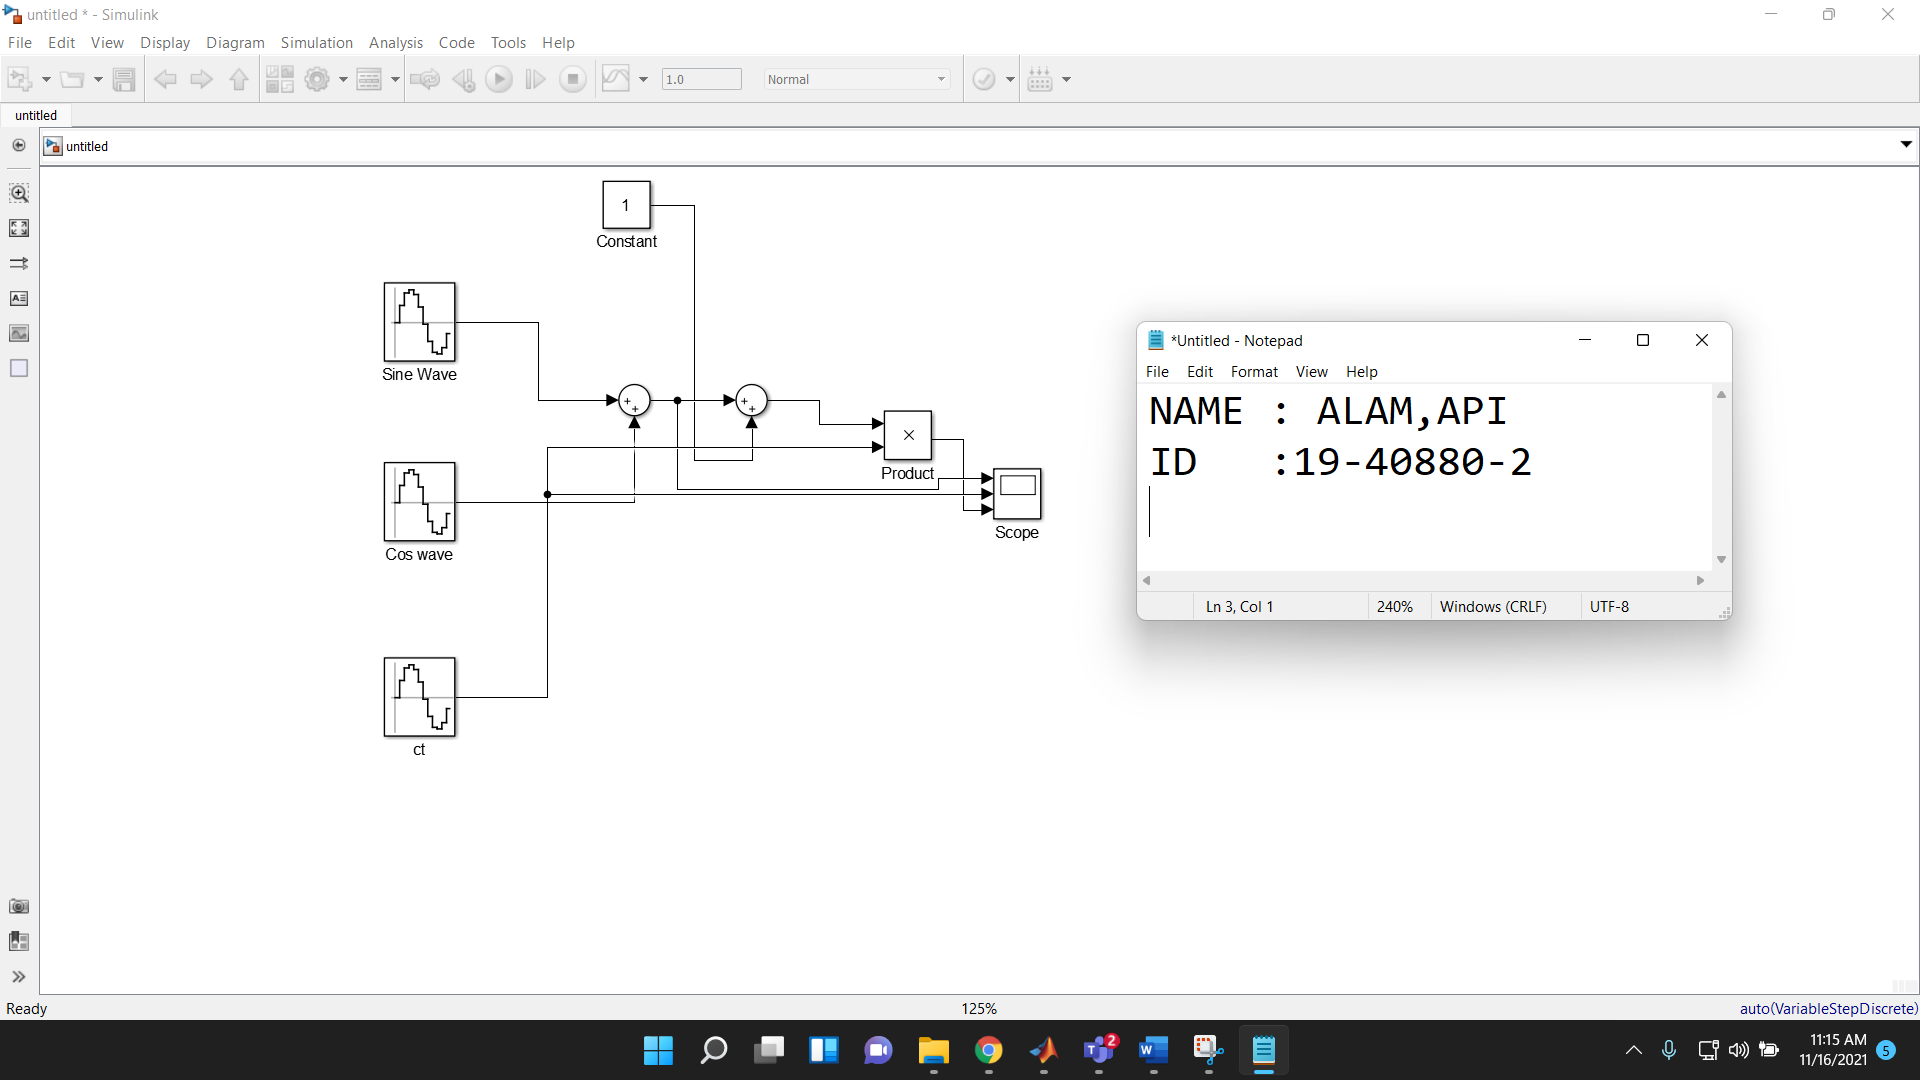 untitled * - Simulink
File Edit View Display Diagram Simulation Analysis Code Tools Help
1.0 Normal
untitled
untitled
1
Constant
Sine Wave
+ +
+ +
×
Product
Cos wave
Scope
ct
*Untitled - Notepad
File Edit Format View Help
NAME : ALAM,API
ID :19-40880-2
Ln 3, Col 1 240% Windows (CRLF) UTF-8
Ready 125% auto(VariableStepDiscrete)
2
W
11:15 AM
11/16/2021 5